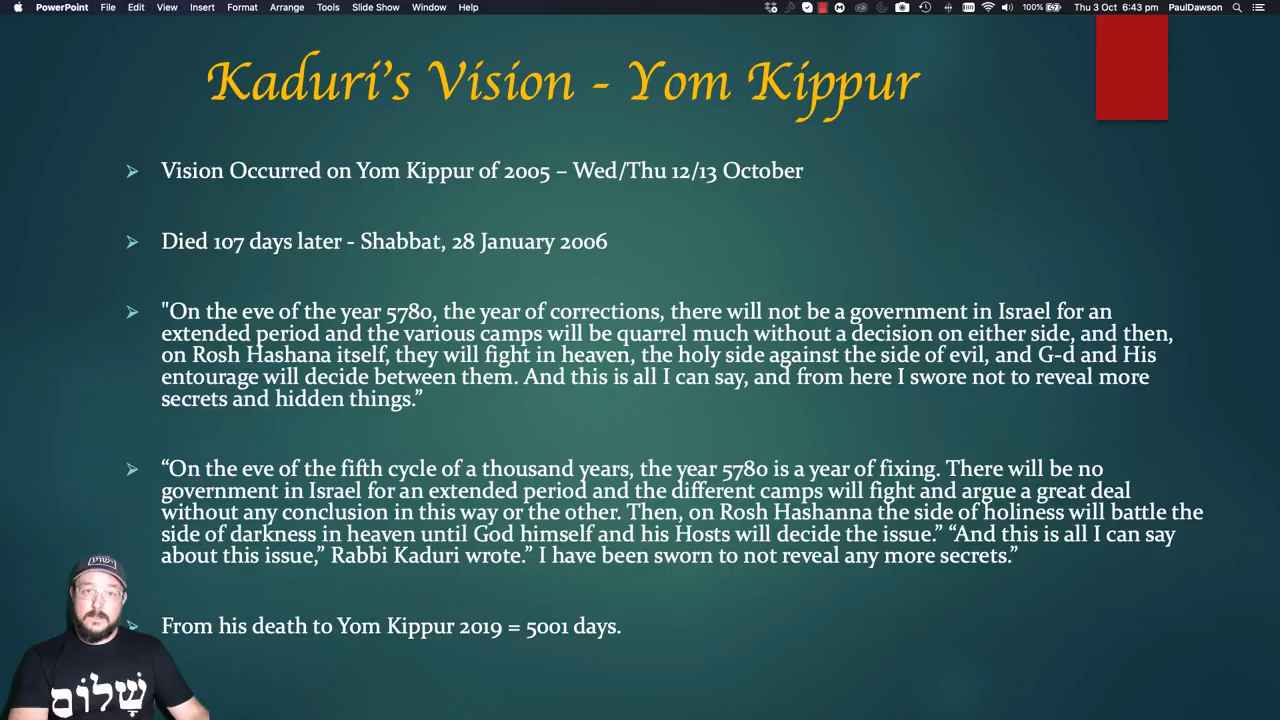 PowerPoint File Edit View Insert Format Arrange Tools Slide Show Window Help 100% Thu 3 Oct 6:43 pm PaulDawson
Kaduri's Vision - Yom Kippur
Vision Occurred on Yom Kippur of 2005 – Wed/Thu 12/13 October
Died 107 days later - Shabbat, 28 January 2006
"On the eve of the year 5780, the year of corrections, there will not be a government in Israel for an
extended period and the various camps will be quarrel much without a decision on either side, and then,
on Rosh Hashana itself, they will fight in heaven, the holy side against the side of evil, and G-d and His
entourage will decide between them. And this is all I can say, and from here I swore not to reveal more
secrets and hidden things.”
“On the eve of the fifth cycle of a thousand years, the year 5780 is a year of fixing. There will be no
government in Israel for an extended period and the different camps will fight and argue a great deal
without any conclusion in this way or the other. Then, on Rosh Hashanna the side of holiness will battle the
side of darkness in heaven until God himself and his Hosts will decide the issue.” “And this is all I can say
about this issue,” Rabbi Kaduri wrote.” I have been sworn to not reveal any more secrets.”
From his death to Yom Kippur 2019 = 5001 days.
שָׁלוֹם